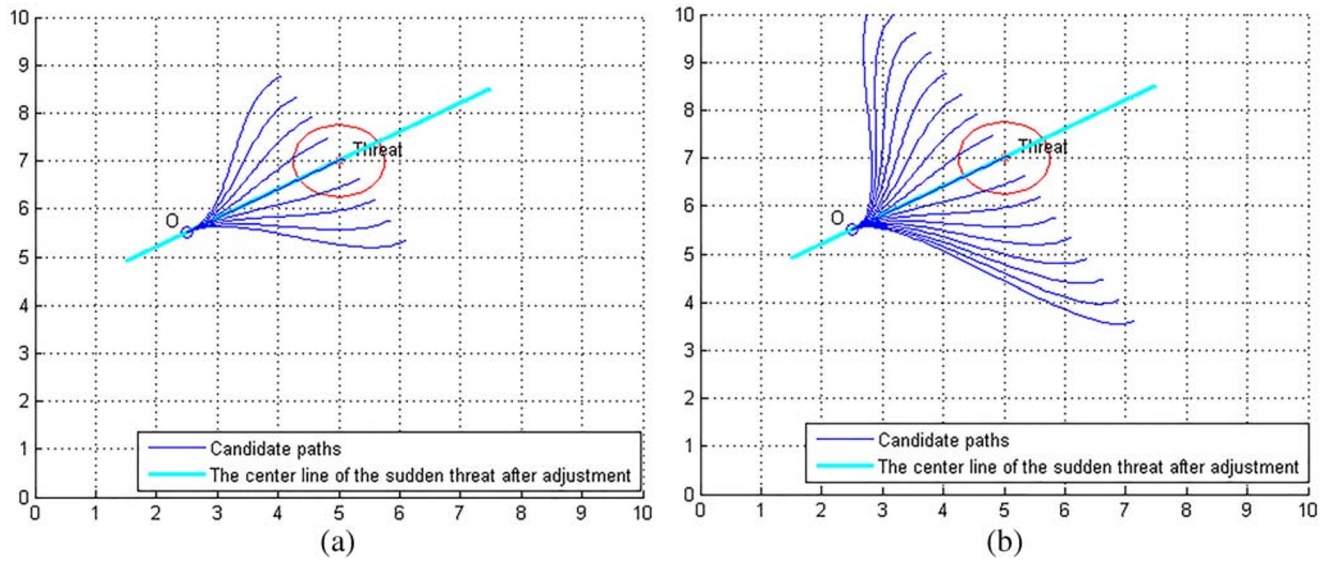 10
9
8
7
6
5
4
3
2
1
0
0 1 2 3 4 5 6 7 8 9 10
O
Threat
Candidate paths
The center line of the sudden threat after adjustment
(a)
10
9
8
7
6
5
4
3
2
1
0
0 1 2 3 4 5 6 7 8 9 10
O
Threat
Candidate paths
The center line of the sudden threat after adjustment
(b)